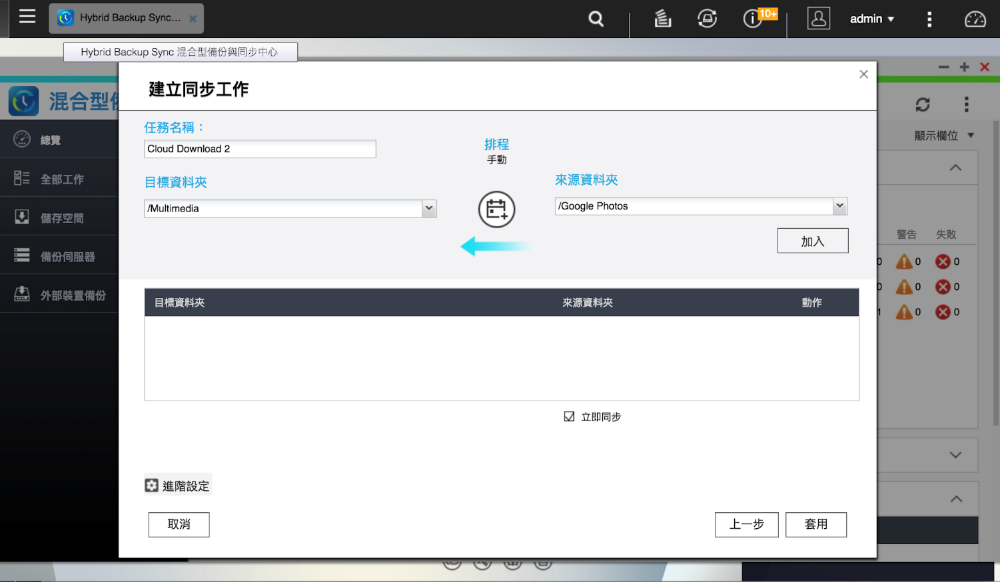 Hybrid Backup Sync...
10+
admin
Hybrid Backup Sync 混合型備份與同步中心
建立同步工作
混合型
總覽
全部工作
儲存空間
備份伺服器
外部裝置備份
顯示欄位
任務名稱：
Cloud Download 2
排程
手動
目標資料夾
來源資料夾
/Multimedia
/Google Photos
加入
警告 失敗
0 0 0
0 0 0
1 0 0
目標資料夾 來源資料夾 動作
立即同步
進階設定
取消 上一步 套用